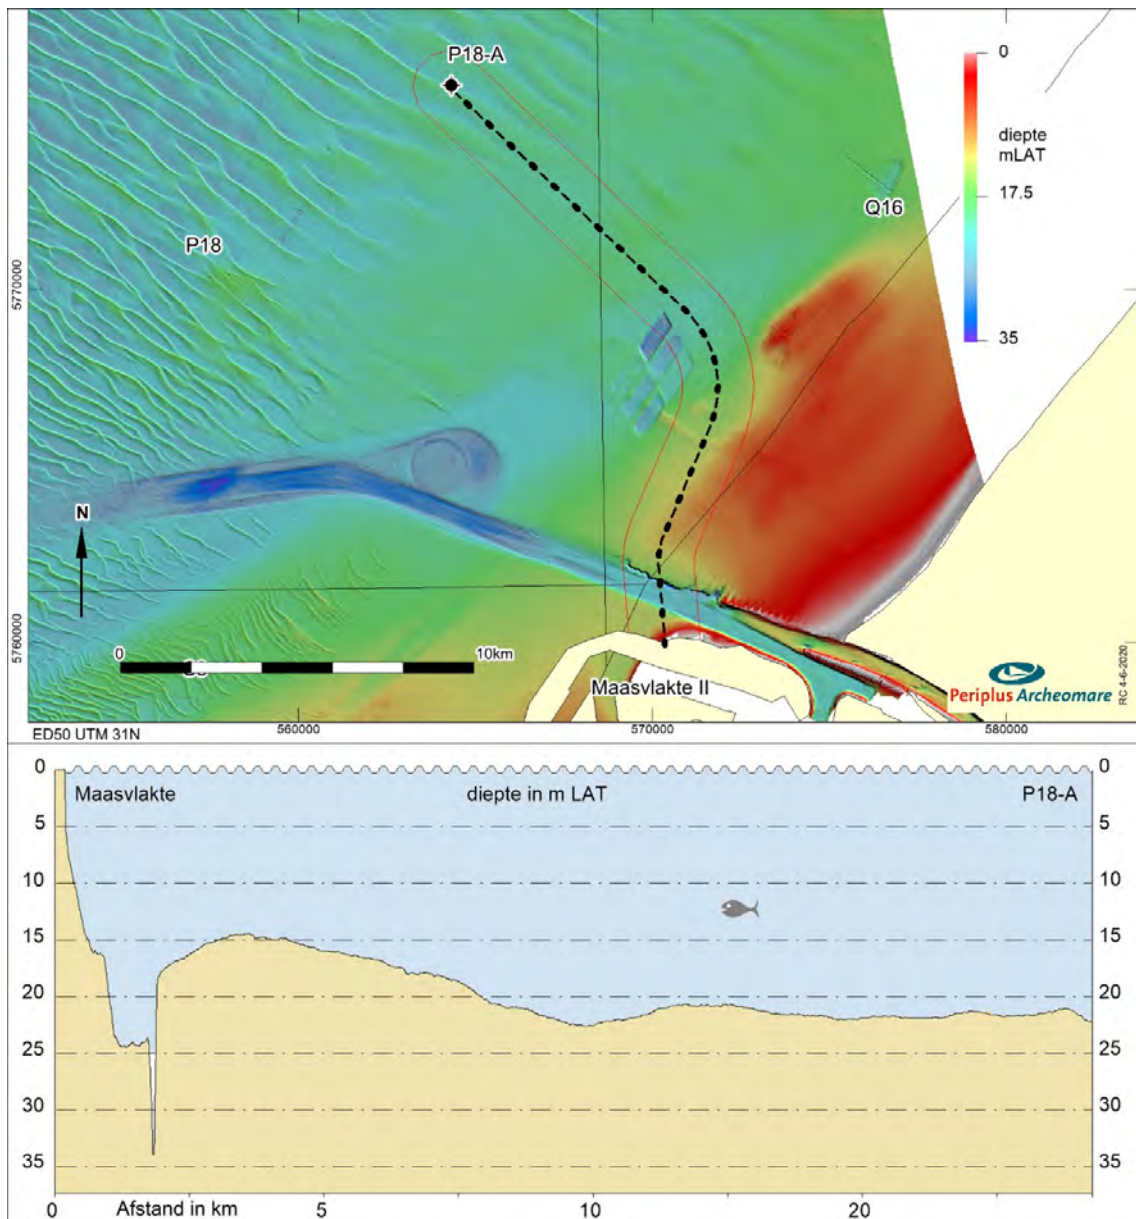 P18-A
0
diepte
mLAT
17.5
Q16
P18
35
5770000
N
5760000
0
10km
Maasvlakte II
Periplus Archeomare
RC 4-6-2020
ED50 UTM 31N
560000
570000
580000
0
0
Maasvlakte
diepte in m LAT
P18-A
5
5
10
10
15
15
20
20
25
25
30
30
35
35
0
Afstand in km
5
10
20